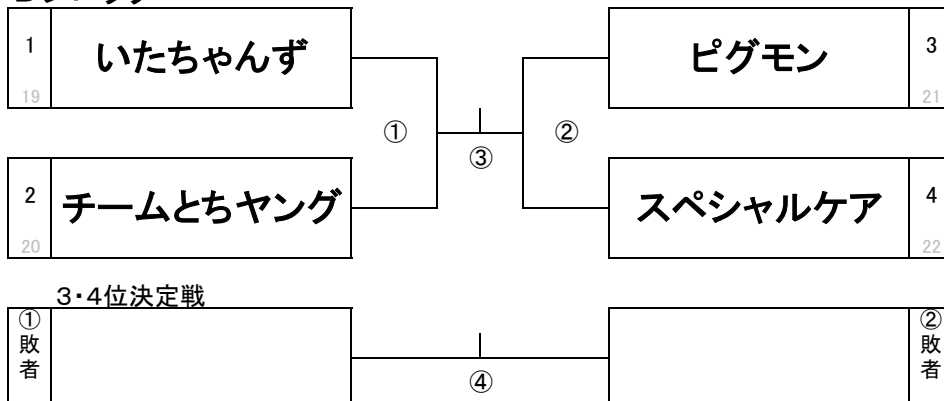 1 いたちゃんず ピグモン 3
19 21
① ②
③
2 チームとちヤング スペシャルケア 4
20 22
3・4位決定戦
①敗者 ②敗者
④